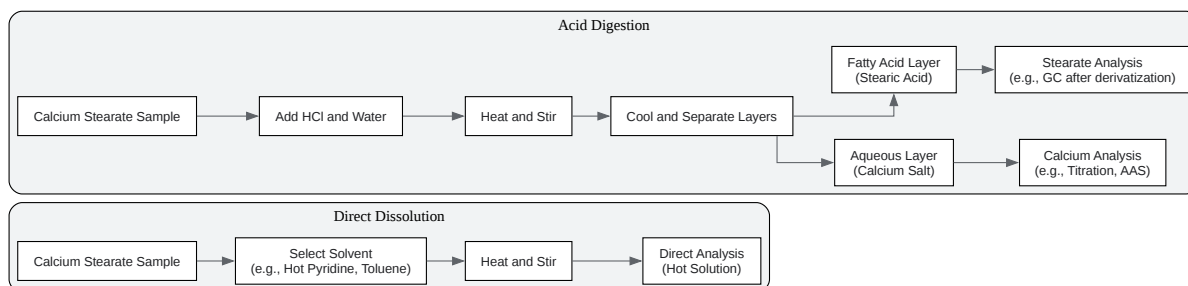 Acid Digestion
Calcium Stearate Sample
Add HCl and Water
Heat and Stir
Cool and Separate Layers
Fatty Acid Layer
(Stearic Acid)
Stearate Analysis
(e.g., GC after derivatization)
Aqueous Layer
(Calcium Salt)
Calcium Analysis
(e.g., Titration, AAS)
Direct Dissolution
Calcium Stearate Sample
Select Solvent
(e.g., Hot Pyridine, Toluene)
Heat and Stir
Direct Analysis
(Hot Solution)